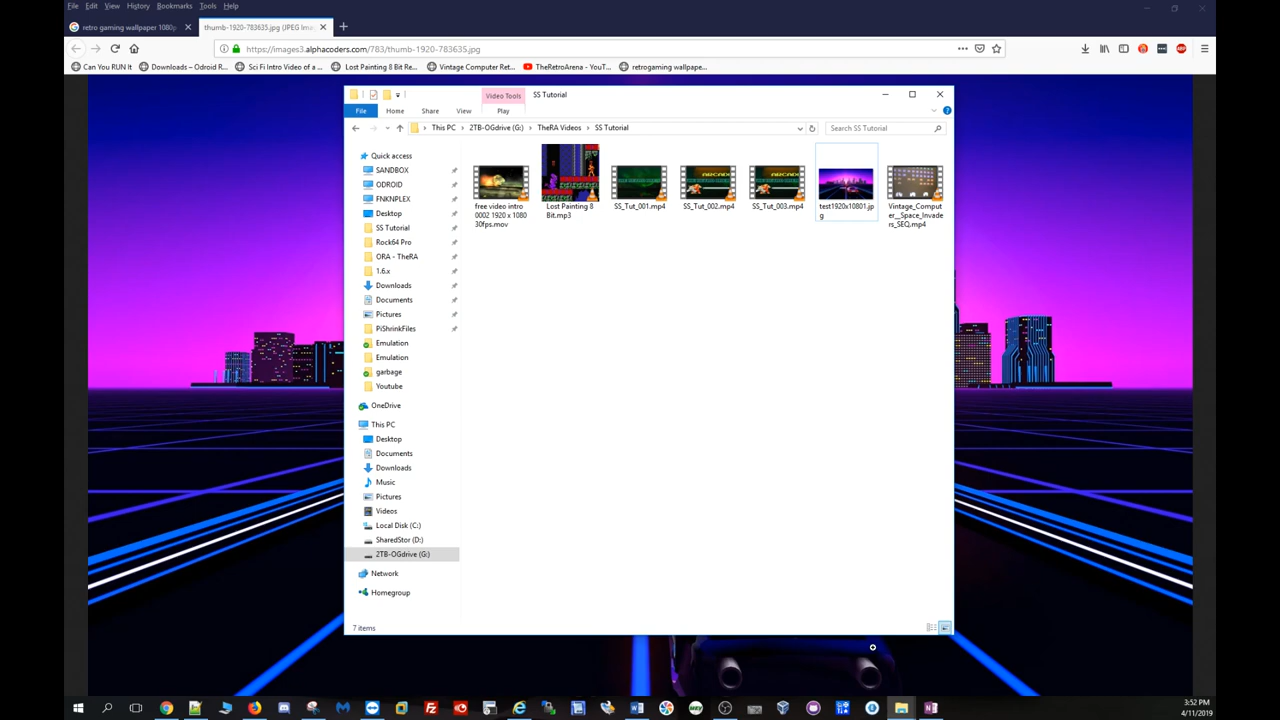 File Edit View History Bookmarks Tools Help
retro gaming wallpaper 1080p
thumb-1920-783635.jpg (JPEG Ima
https://images3.alphacoders.com/783/thumb-1920-783635.jpg
Can You RUN It Downloads – Odroid R... Sci Fi Intro Video of a ... Lost Painting 8 Bit Re... Vintage Computer Ret... TheRetroArena - YouT... retrogaming wallpape...
Video Tools SS Tutorial
File Home Share View Play
This PC 2TB-OGdrive (G:) TheRA Videos SS Tutorial
Search SS Tutorial
Quick access
SANDBOX
ODROID
FNKNPLEX
Desktop
SS Tutorial
Rock64 Pro
ORA - TheRA
1.6.x
Downloads
Documents
Pictures
PiShrinkFiles
Emulation
Emulation
garbage
Youtube
OneDrive
This PC
Desktop
Documents
Downloads
Music
Pictures
Videos
Local Disk (C:)
SharedStor (D:)
2TB-OGdrive (G:)
Network
Homegroup
free video intro
0002 1920 x 1080
30fps.mov
Lost Painting 8
Bit.mp3
SS_Tut_001.mp4
SS_Tut_002.mp4
SS_Tut_003.mp4
test1920x10801.jp
g
Vintage_Comput
er__Space_Invade
rs_SEQ.mp4
7 items
3:52 PM
4/11/2019